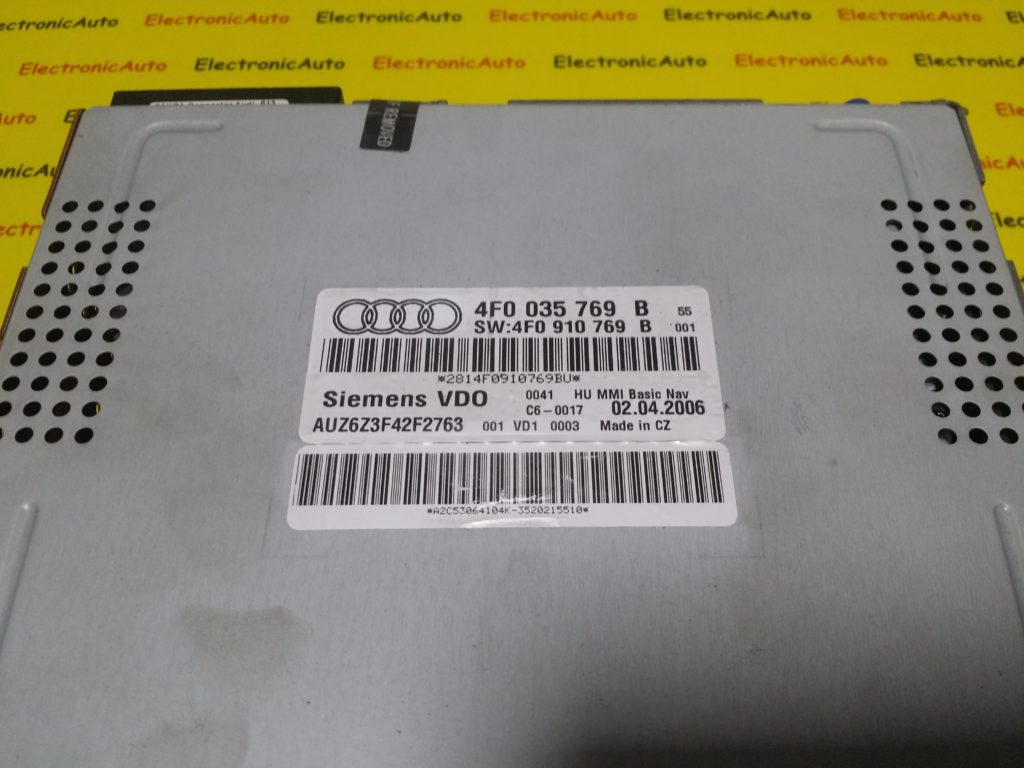 ElectronicAuto ElectronicAuto ElectronicAuto ElectronicAuto ElectronicAuto
ElectronicAuto ElectronicAuto ElectronicAuto ElectronicAuto ElectronicAuto
4F0 035 769 B 55
SW:4F0 910 769 B 001
*2814F0910769BU*
Siemens VDO 0041 HU MMI Basic Nav
C6-0017 02.04.2006
AUZ6Z3F42F2763 001 VD1 0003 Made in CZ
*A2C53064104K-3520215510*